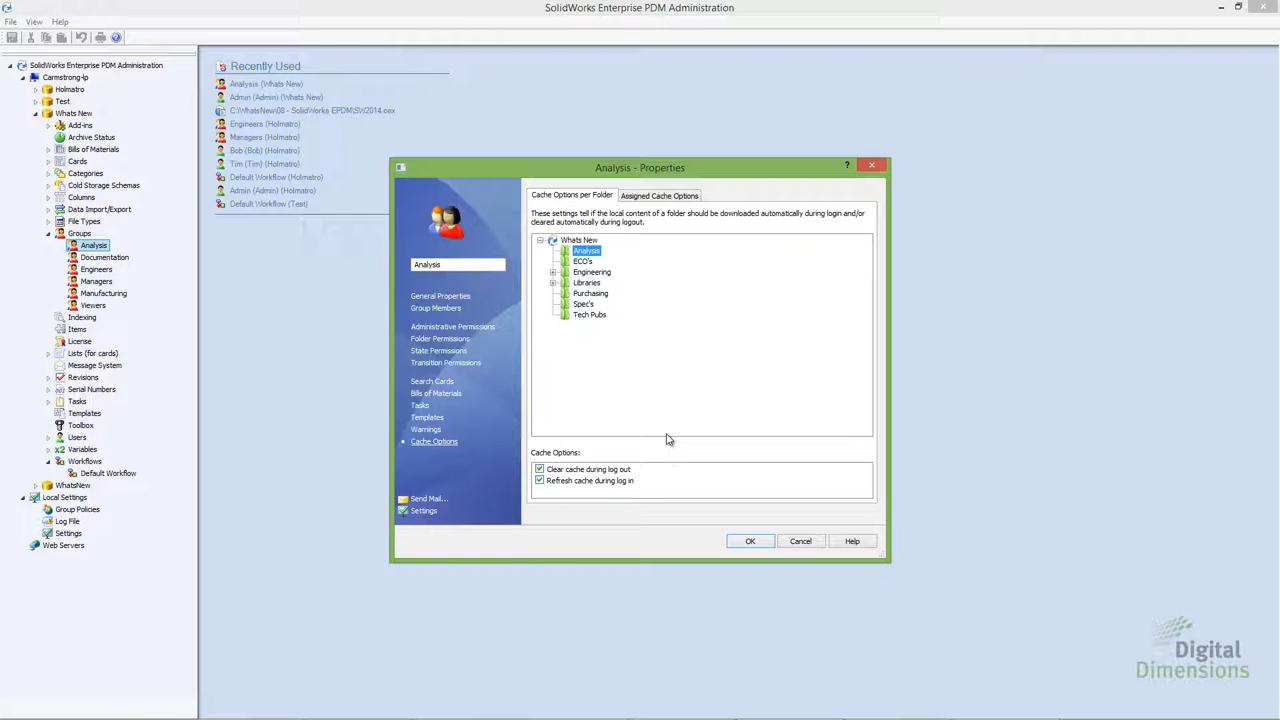 SolidWorks Enterprise PDM Administration
File View Help
SolidWorks Enterprise PDM Administration
Carmstrong-lp
Holmatro
Test
Whats New
Add-ins
Archive Status
Bills of Materials
Cards
Categories
Cold Storage Schemas
Columns
Data Import/Export
File Types
Groups
Analysis
Documentation
Engineers
Managers
Manufacturing
Viewers
Indexing
Items
License
Lists (for cards)
Message System
Revisions
Serial Numbers
Tasks
Templates
Toolbox
Users
Variables
Workflows
Default Workflow
WhatsNew
Local Settings
Group Policies
Log File
Settings
Web Servers
Recently Used
Analysis (Whats New)
Admin (Admin) (Whats New)
C:\WhatsNew\08 - SolidWorks EPDM\SW2014.cex
Engineers (Holmatro)
Managers (Holmatro)
Bob (Bob) (Holmatro)
Tim (Tim) (Holmatro)
Default Workflow (Holmatro)
Admin (Admin) (Holmatro)
Default Workflow (Test)
Analysis - Properties
Analysis
General Properties
Group Members
Administrative Permissions
Folder Permissions
State Permissions
Transition Permissions
Search Cards
Bills of Materials
Tasks
Templates
Warnings
Cache Options
Send Mail...
Settings
Cache Options per Folder Assigned Cache Options
These settings tell if the local content of a folder should be downloaded automatically during login and/or
cleared automatically during logout.
Whats New
Analysis
ECO's
Engineering
Libraries
Purchasing
Spec's
Tech Pubs
Cache Options:
Clear cache during log out
Refresh cache during log in
OK Cancel Help
Digital
Dimensions